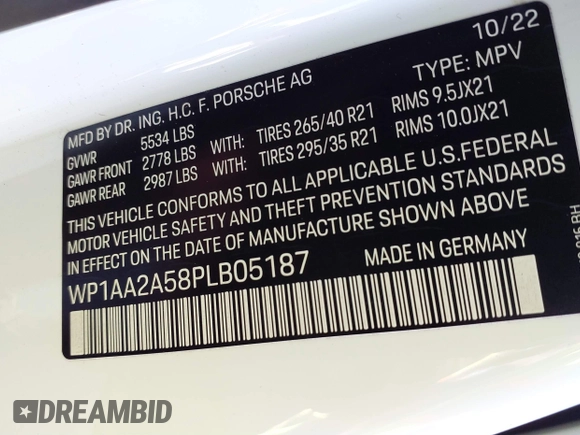 10/22
MFD BY DR. ING. H.C. F. PORSCHE AG TYPE: MPV
GVWR 5534 LBS
GAWR FRONT 2778 LBS WITH: TIRES 265/40 R21 RIMS 9.5JX21
GAWR REAR 2987 LBS WITH: TIRES 295/35 R21 RIMS 10.0JX21
THIS VEHICLE CONFORMS TO ALL APPLICABLE U.S.FEDERAL
MOTOR VEHICLE SAFETY AND THEFT PREVENTION STANDARDS
IN EFFECT ON THE DATE OF MANUFACTURE SHOWN ABOVE
WP1AA2A58PLB05187 MADE IN GERMANY
DREAMBID